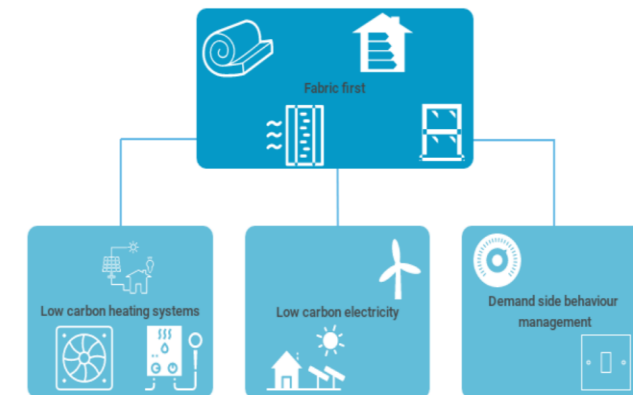 Fabric first
Low carbon heating systems
Low carbon electricity
Demand side behaviour
management